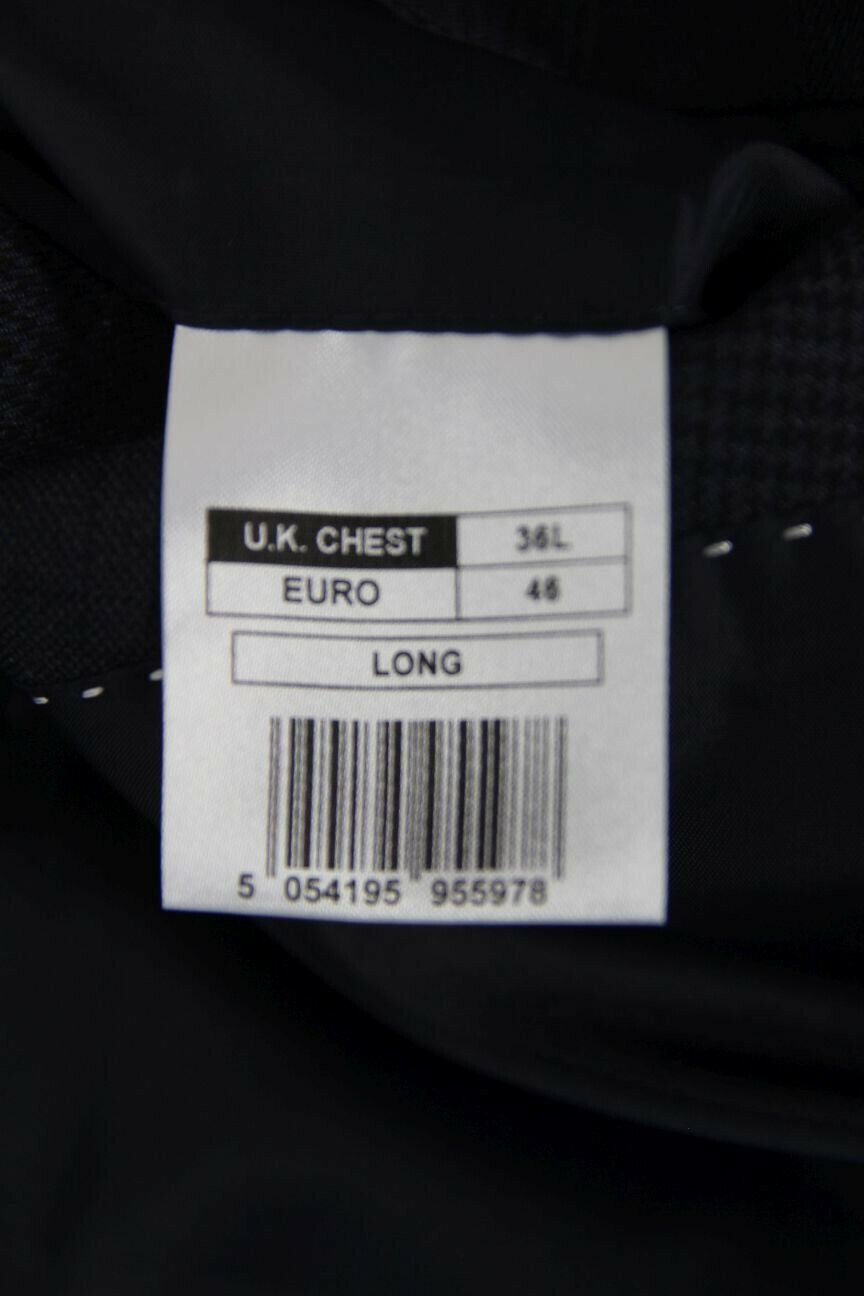 U.K. CHEST 36L
EURO 46
LONG
5 054195 955978